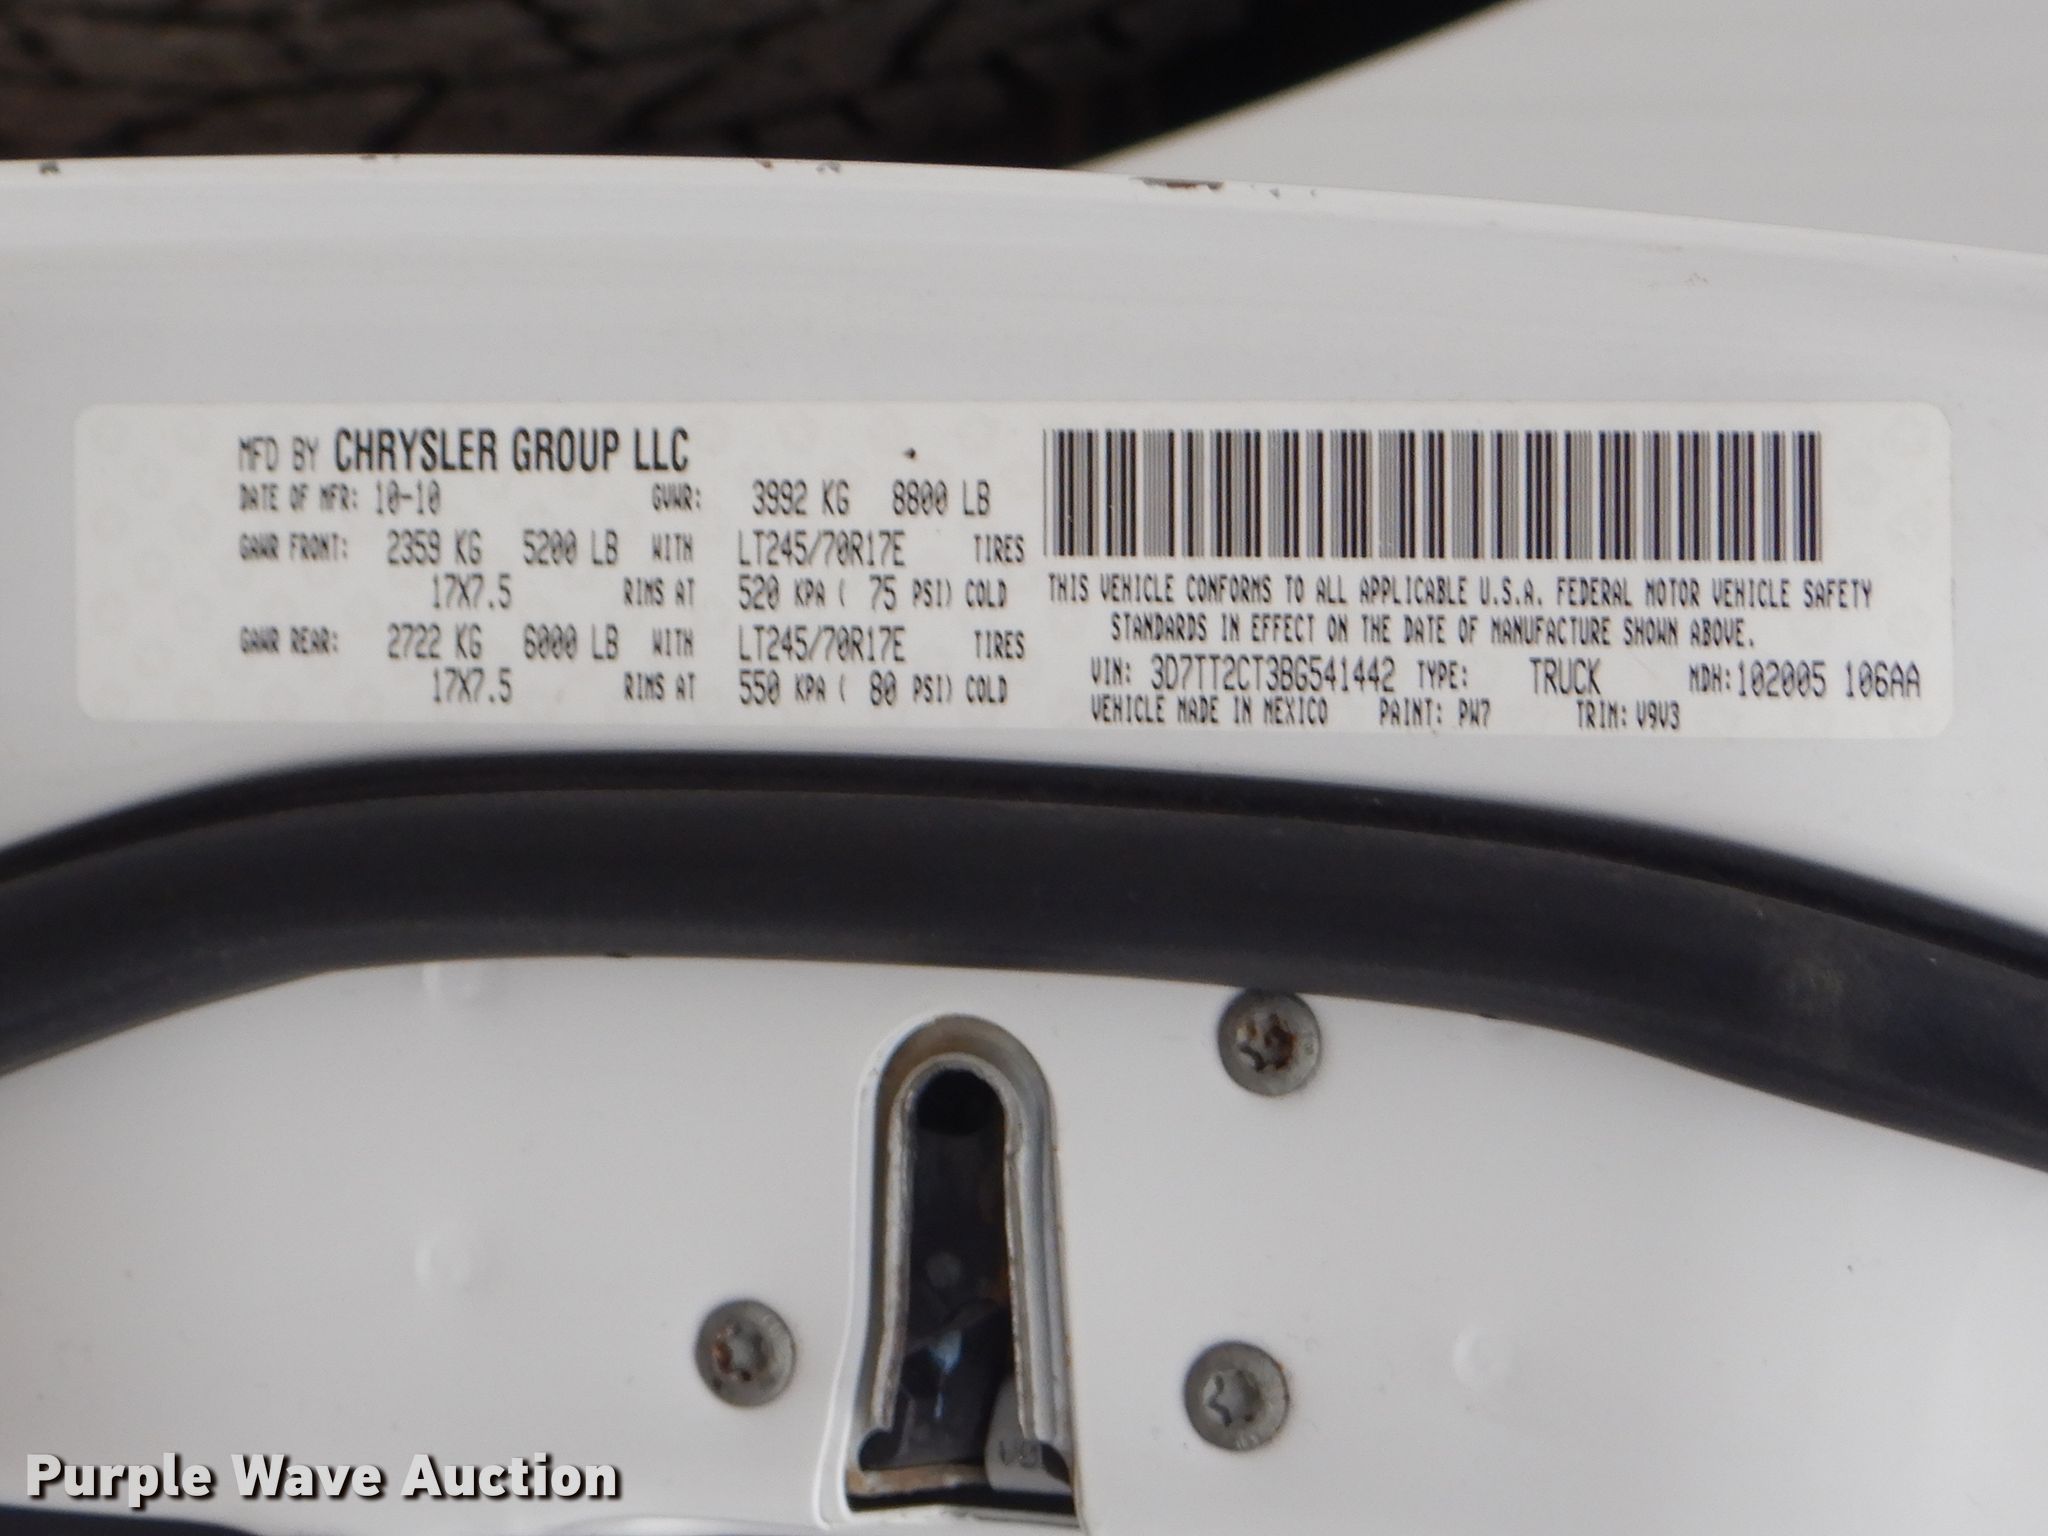 MFD BY CHRYSLER GROUP LLC
DATE OF MFR: 10-10 GVWR: 3992 KG 8800 LB
GAWR FRONT: 2359 KG 5200 LB WITH LT245/70R17E TIRES
17X7.5 RIMS AT 520 KPA ( 75 PSI) COLD
GAWR REAR: 2722 KG 6000 LB WITH LT245/70R17E TIRES
17X7.5 RIMS AT 550 KPA ( 80 PSI) COLD
THIS VEHICLE CONFORMS TO ALL APPLICABLE U.S.A. FEDERAL MOTOR VEHICLE SAFETY
STANDARDS IN EFFECT ON THE DATE OF MANUFACTURE SHOWN ABOVE.
VIN: 3D7TT2CT3BG541442 TYPE: TRUCK MDH:102005 106AA
VEHICLE MADE IN MEXICO PAINT: PW7 TRIM: V9V3
Purple Wave Auction